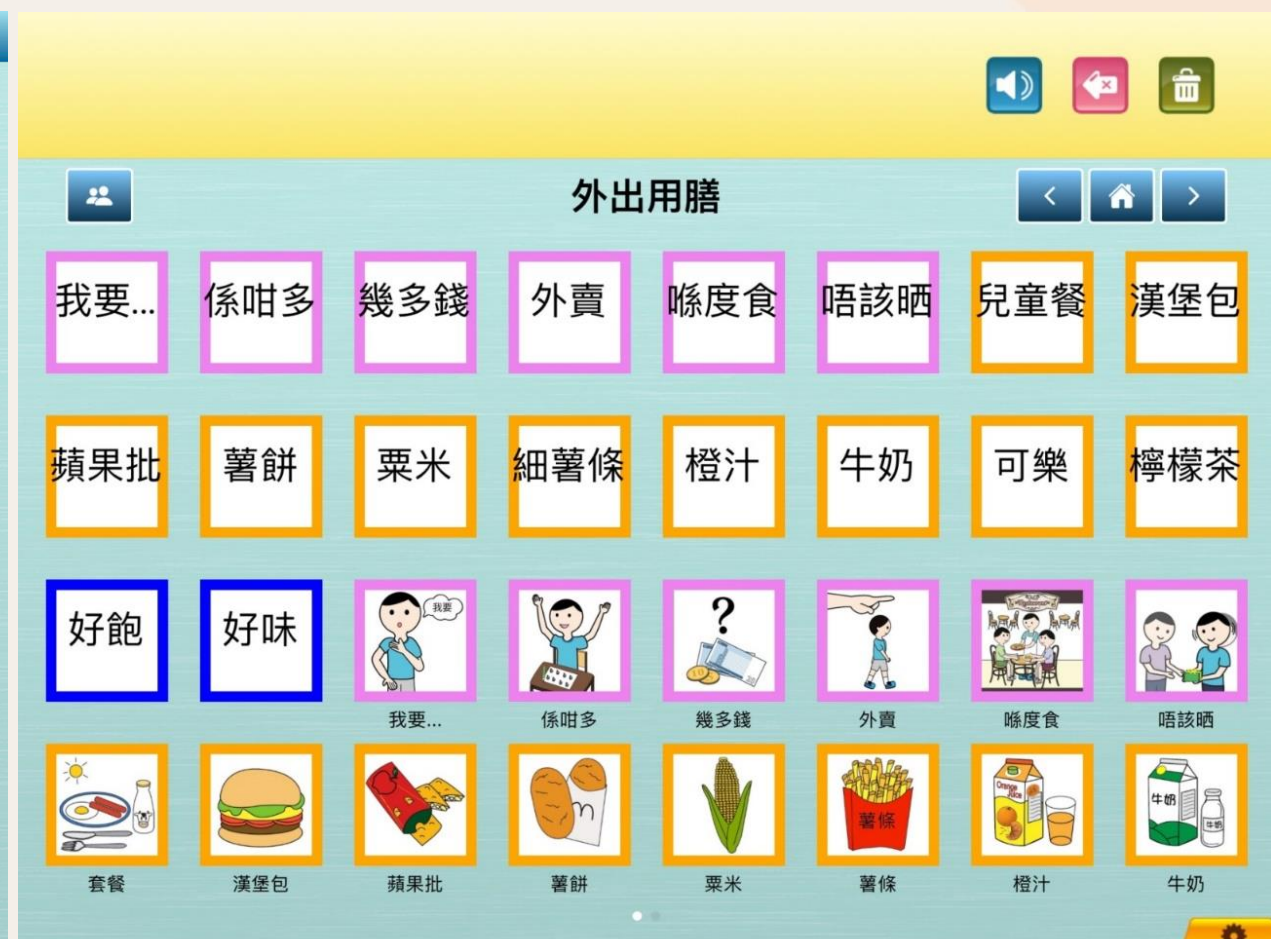 外出用膳
我要...
係咁多
幾多錢
外賣
喺度食
唔該晒
兒童餐
漢堡包
蘋果批
薯餅
粟米
細薯條
橙汁
牛奶
可樂
檸檬茶
好飽
好味
我要
我要...
係咁多
幾多錢
外賣
喺度食
唔該晒
薯條
Orange
Juice
牛奶
牛奶
套餐
漢堡包
蘋果批
薯餅
粟米
薯條
橙汁
牛奶